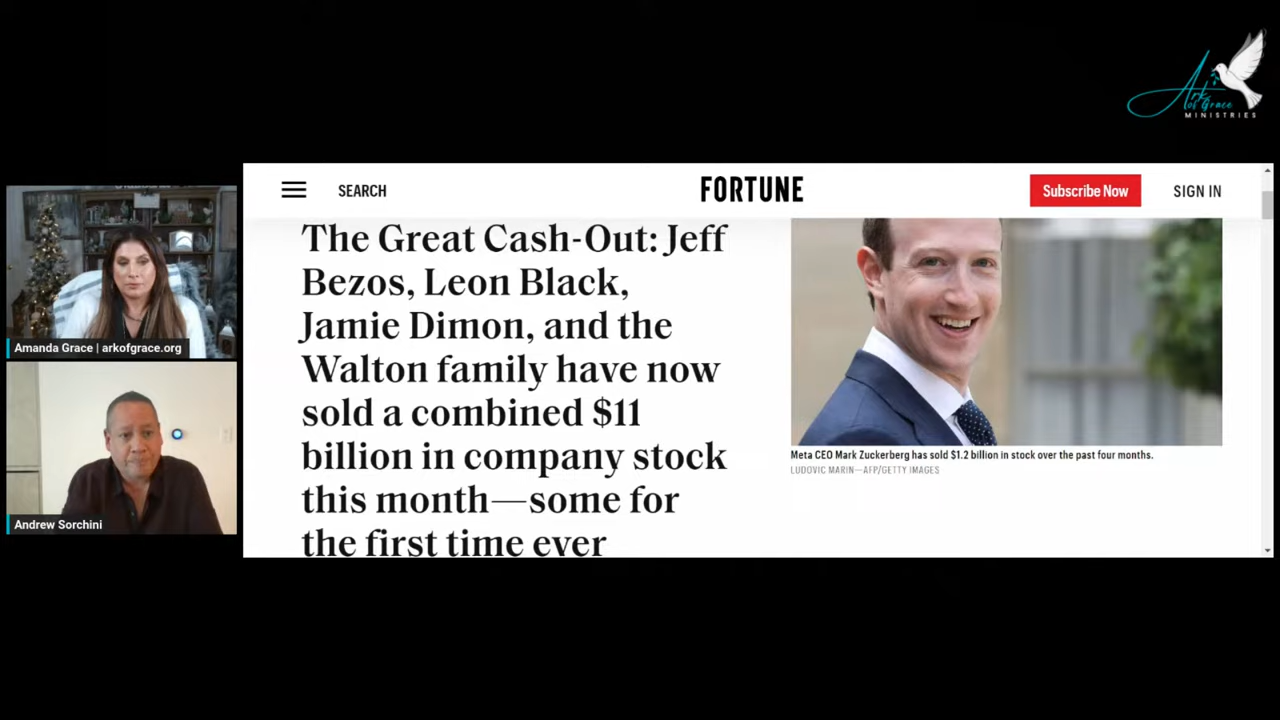 Ark
of Grace
MINISTRIES
SEARCH
FORTUNE
Subscribe Now
SIGN IN
The Great Cash-Out: Jeff
Bezos, Leon Black,
Jamie Dimon, and the
Walton family have now
sold a combined $11
billion in company stock
this month—some for
the first time ever
Meta CEO Mark Zuckerberg has sold $1.2 billion in stock over the past four months.
LUDOVIC MARIN—AFP/GETTY IMAGES
Amanda Grace | arkofgrace.org
Andrew Sorchini